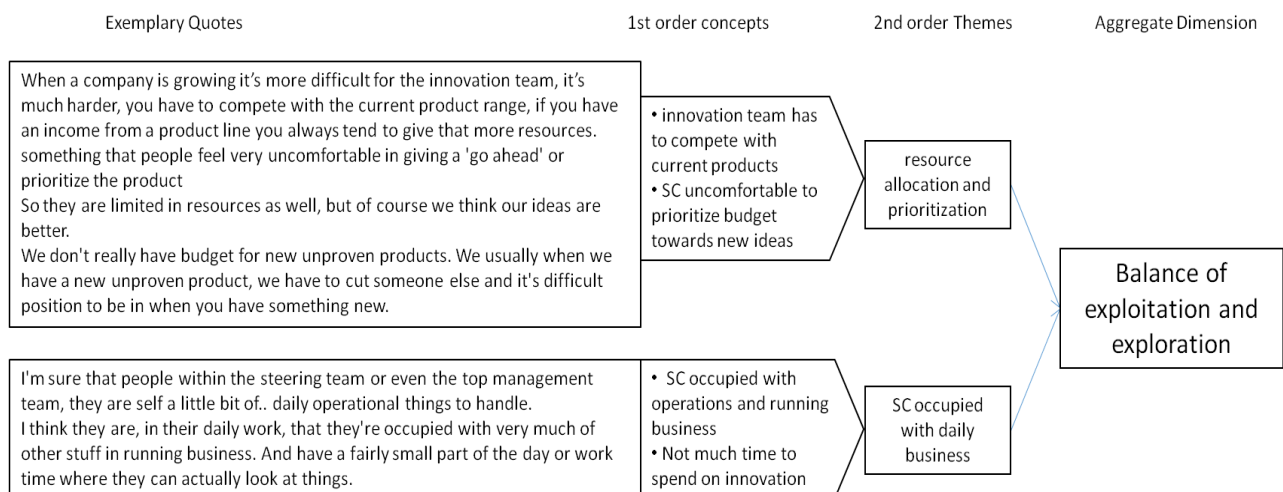 Exemplary Quotes
1st order concepts
2nd order Themes
Aggregate Dimension
When a company is growing it's more difficult for the innovation team, it's
much harder, you have to compete with the current product range, if you have
an income from a product line you always tend to give that more resources.
something that people feel very uncomfortable in giving a 'go ahead' or
prioritize the product
So they are limited in resources as well, but of course we think our ideas are
better.
We don't really have budget for new unproven products. We usually when we
have a new unproven product, we have to cut someone else and it's difficult
position to be in when you have something new.
• innovation team has
to compete with
current products
• SC uncomfortable to
prioritize budget
towards new ideas
resource
allocation and
prioritization
Balance of
exploitation and
exploration
I'm sure that people within the steering team or even the top management
team, they are self a little bit of.. daily operational things to handle.
I think they are, in their daily work, that they're occupied with very much of
other stuff in running business. And have a fairly small part of the day or work
time where they can actually look at things.
• SC occupied with
operations and running
business
• Not much time to
spend on innovation
SC occupied
with daily
business